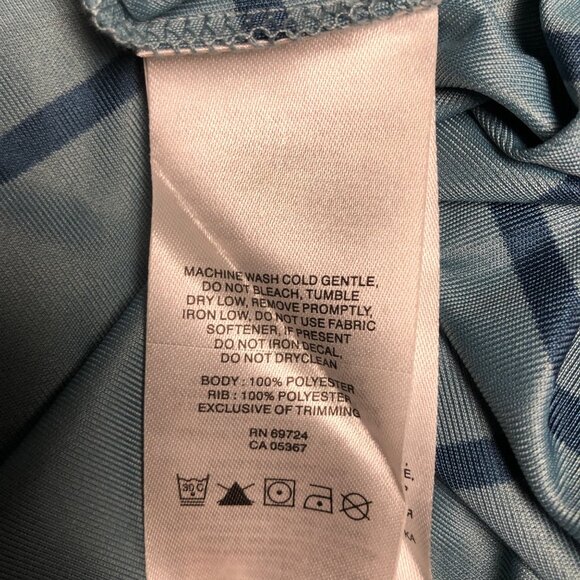 MACHINE WASH COLD GENTLE,
DO NOT BLEACH, TUMBLE
DRY LOW, REMOVE PROMPTLY,
IRON LOW, DO NOT USE FABRIC
SOFTENER, IF PRESENT
DO NOT IRON DECAL,
DO NOT DRYCLEAN
BODY : 100% POLYESTER
RIB : 100% POLYESTER
EXCLUSIVE OF TRIMMING
RN 69724
CA 05367
30 C
E,
KA